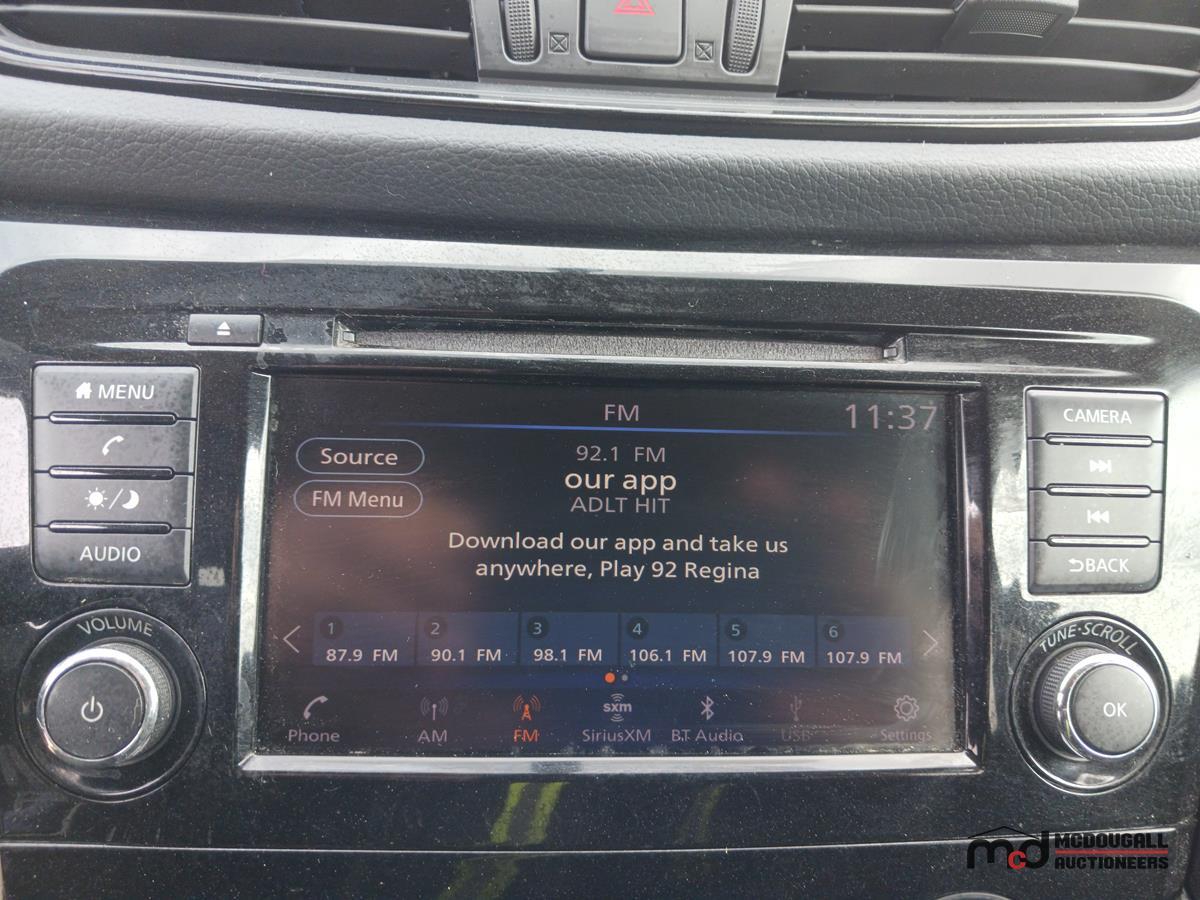 MENU
AUDIO
VOLUME
FM
11:37
Source
FM Menu
92.1 FM
our app
ADLT HIT
Download our app and take us
anywhere, Play 92 Regina
1
87.9 FM
2
90.1 FM
3
98.1 FM
4
106.1 FM
5
107.9 FM
6
107.9 FM
Phone
AM
FM
sxm
SiriusXM
BT Audio
USB
Settings
CAMERA
BACK
TUNE·SCROLL
OK
mcd
MCDOUGALL
AUCTIONEERS